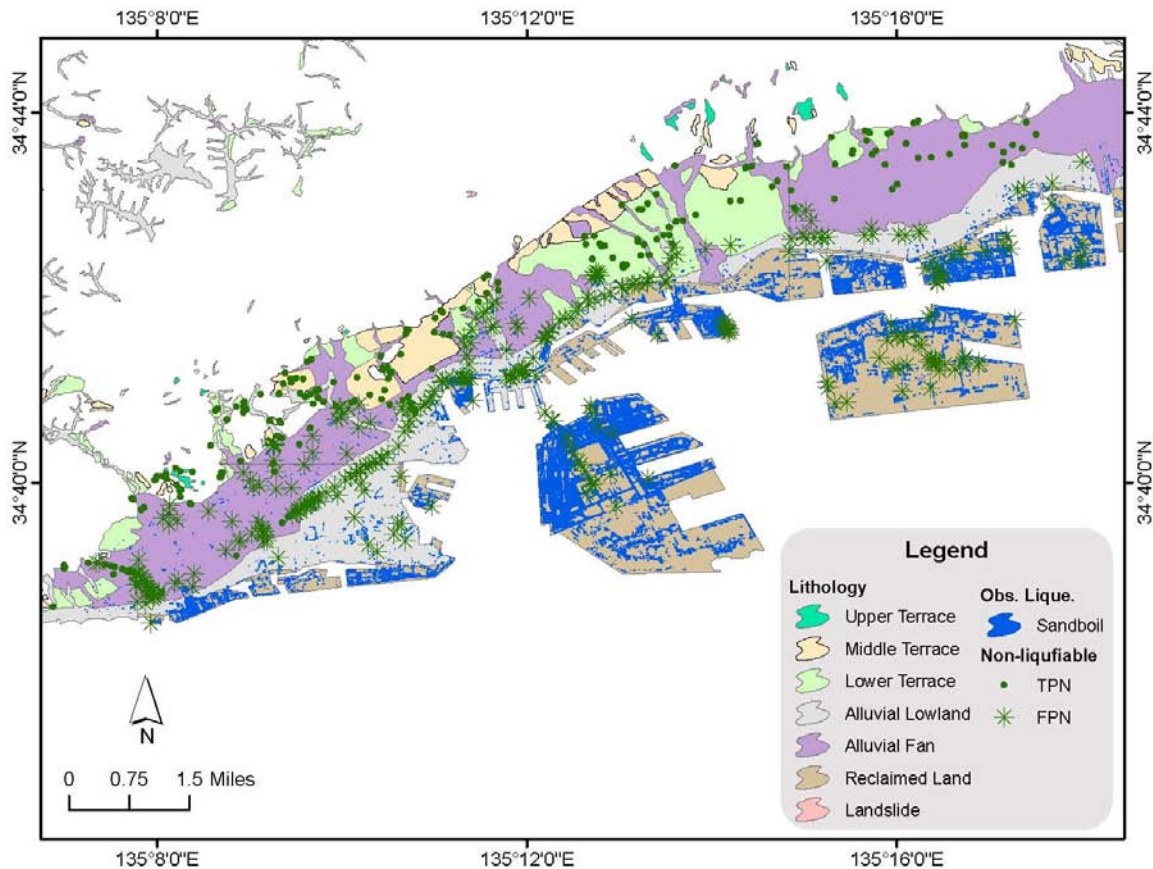 135°8'0"E 135°12'0"E 135°16'0"E
34°44'0"N 34°44'0"N
34°40'0"N 34°40'0"N
Legend
Lithology
Upper Terrace
Middle Terrace
Lower Terrace
Alluvial Lowland
Alluvial Fan
Reclaimed Land
Landslide
Obs. Lique.
Sandboil
Non-liqufiable
TPN
FPN
N
0 0.75 1.5 Miles
135°8'0"E 135°12'0"E 135°16'0"E